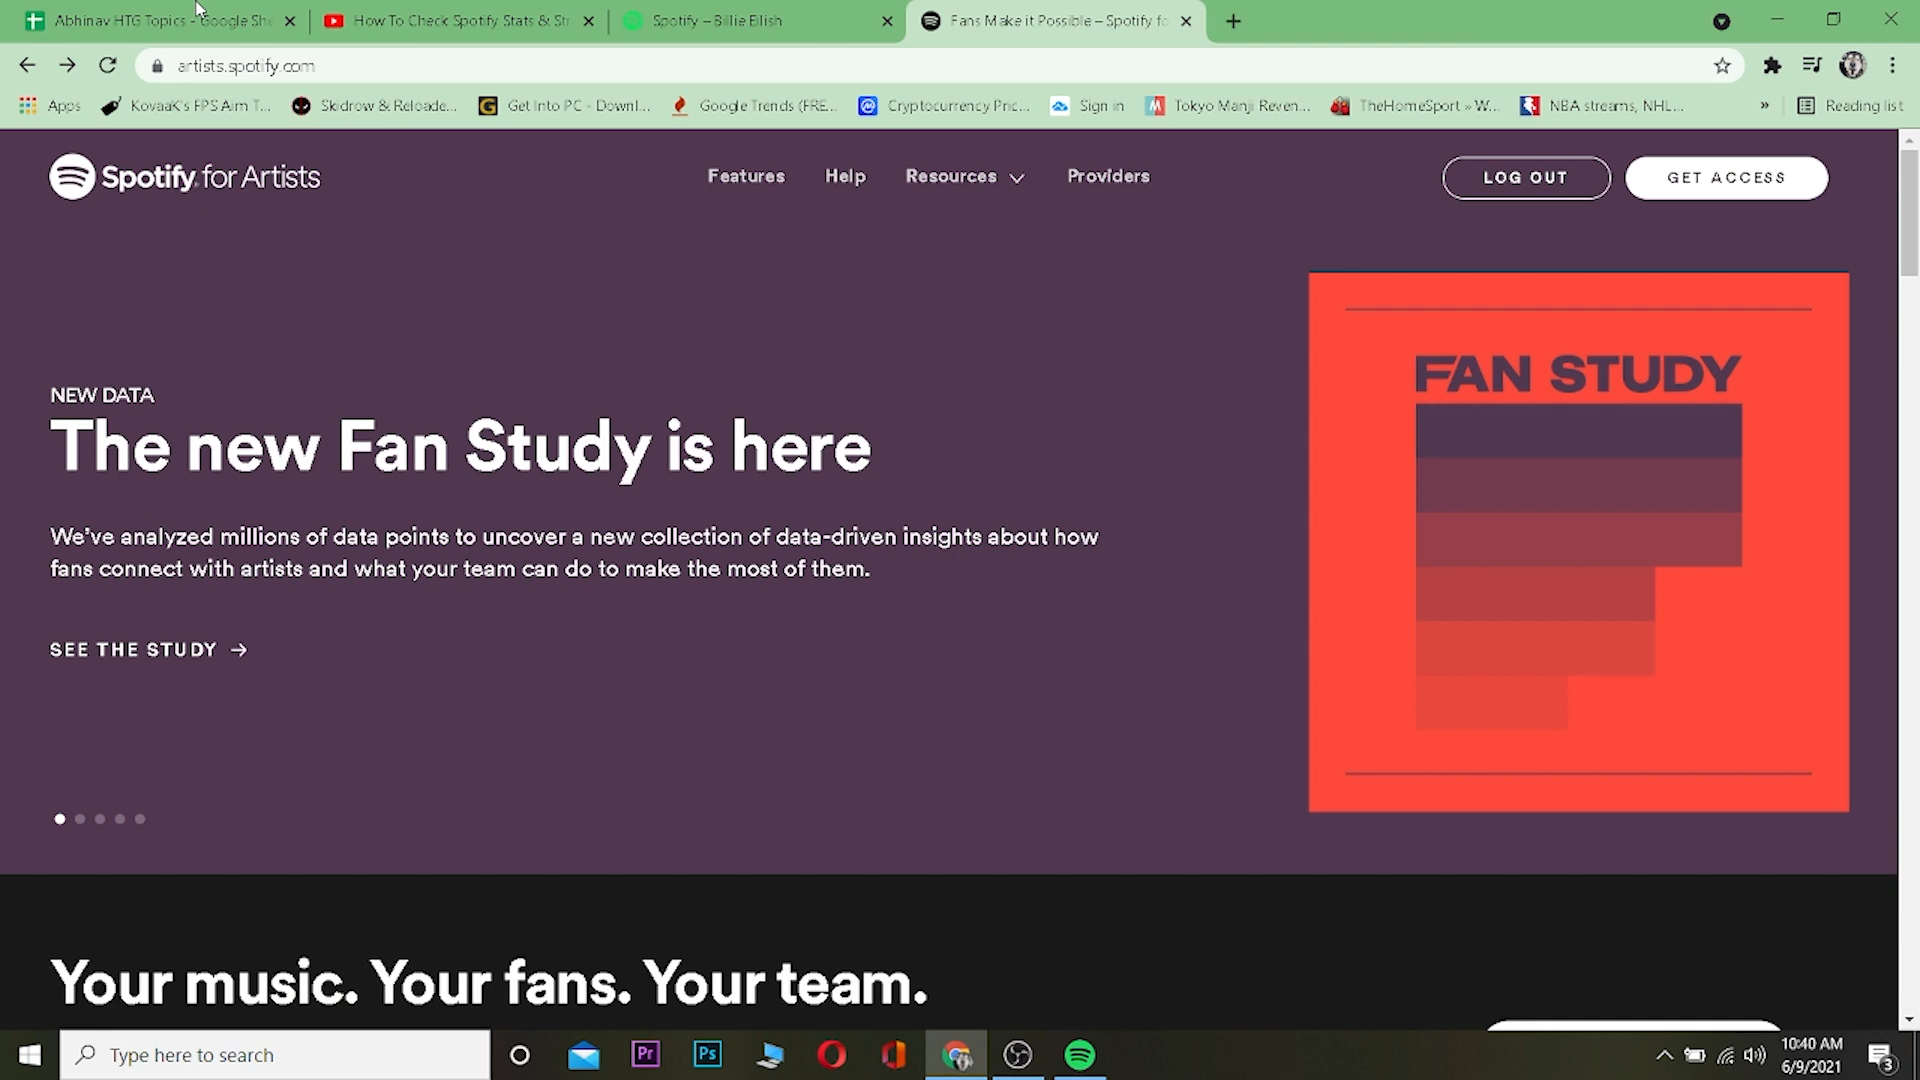 Abhinav HTG Topics - Google She
How To Check Spotify Stats & Str
Spotify – Billie Eilish
Fans Make it Possible – Spotify fo
artists.spotify.com
Apps
KovaaK's FPS Aim T...
Skidrow & Reloade...
Get Into PC - Downl...
Google Trends (FRE...
Cryptocurrency Pric...
Sign in
Tokyo Manji Reven...
TheHomeSport » W...
NBA streams, NHL...
»
Reading list
Spotify for Artists
Features
Help
Resources
Providers
LOG OUT
GET ACCESS
FAN STUDY
NEW DATA
The new Fan Study is here
We've analyzed millions of data points to uncover a new collection of data-driven insights about how
fans connect with artists and what your team can do to make the most of them.
SEE THE STUDY →
Your music. Your fans. Your team.
Type here to search
Pr
Ps
10:40 AM
6/9/2021
3